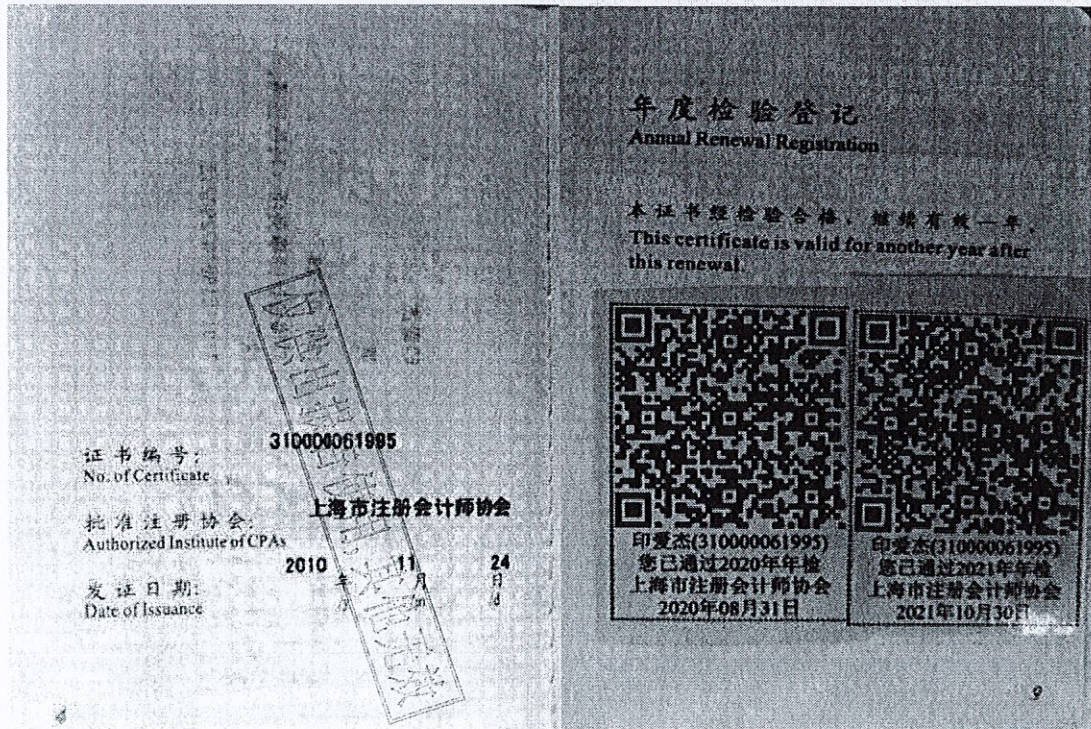 310000061995
证书编号:
No. of Certificate
上海市注册会计师协会
批准注册协会:
Authorized Institute of CPAs
2010 年 11 月 24 日
/y /m /d
发证日期:
Date of Issuance
4
年度检验登记
Annual Renewal Registration
本证书经检验合格,继续有效一年。
This certificate is valid for another year after
this renewal.
印爱杰(310000061995)
您已通过2020年年检
上海市注册会计师协会
2020年08月31日
印爱杰(310000061995)
您已通过2021年年检
上海市注册会计师协会
2021年10月30日
9